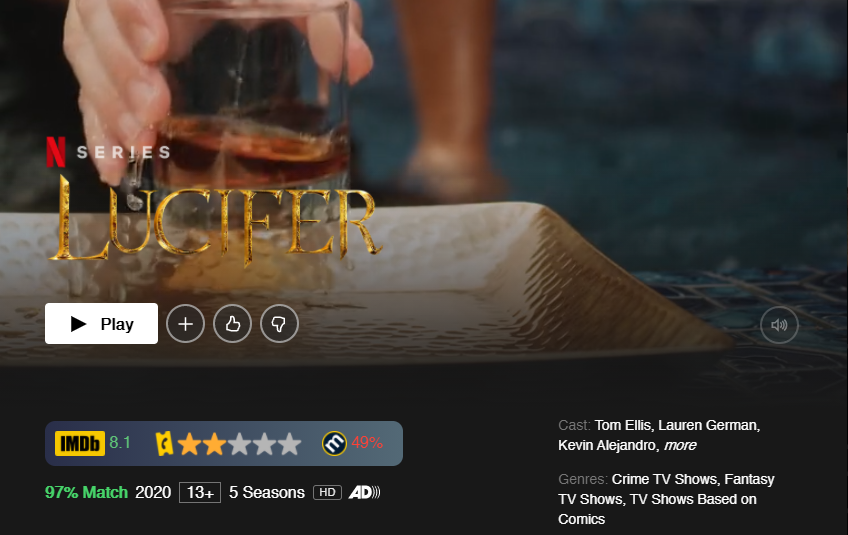 N SERIES
LUCIFER
Play
IMDb 8.1 49%
97% Match 2020 13+ 5 Seasons HD AD
Cast: Tom Ellis, Lauren German,
Kevin Alejandro, more
Genres: Crime TV Shows, Fantasy
TV Shows, TV Shows Based on
Comics